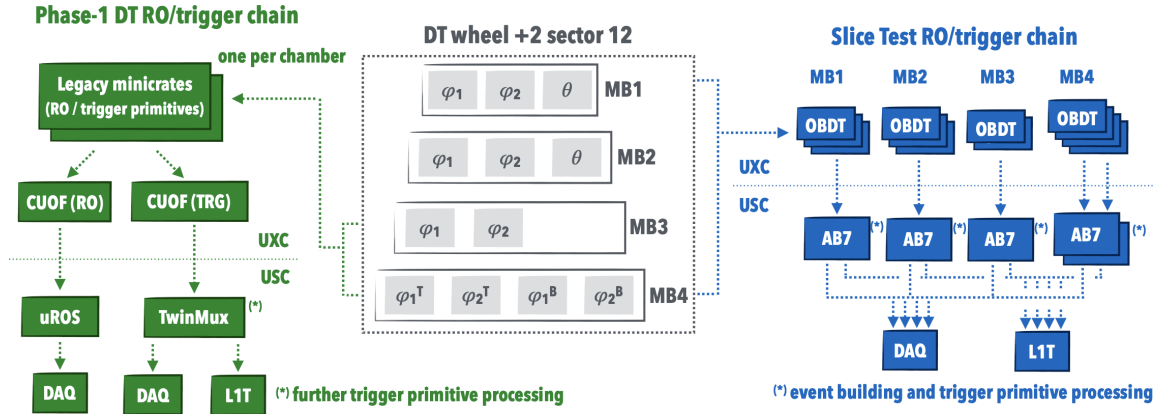 Phase-1 DT RO/trigger chain
one per chamber
Legacy minicrates
(RO / trigger primitives)
CUOF (RO)
CUOF (TRG)
UXC
USC
uROS
TwinMux
(*)
DAQ
DAQ
L1T
(*) further trigger primitive processing
DT wheel +2 sector 12
φ1 φ2 θ MB1
φ1 φ2 θ MB2
φ1 φ2 MB3
φ1T φ2T φ1B φ2B MB4
Slice Test RO/trigger chain
MB1 MB2 MB3 MB4
OBDT OBDT OBDT OBDT
UXC
USC
AB7 (*) AB7 (*) AB7 (*) AB7 (*)
DAQ
L1T
(*) event building and trigger primitive processing